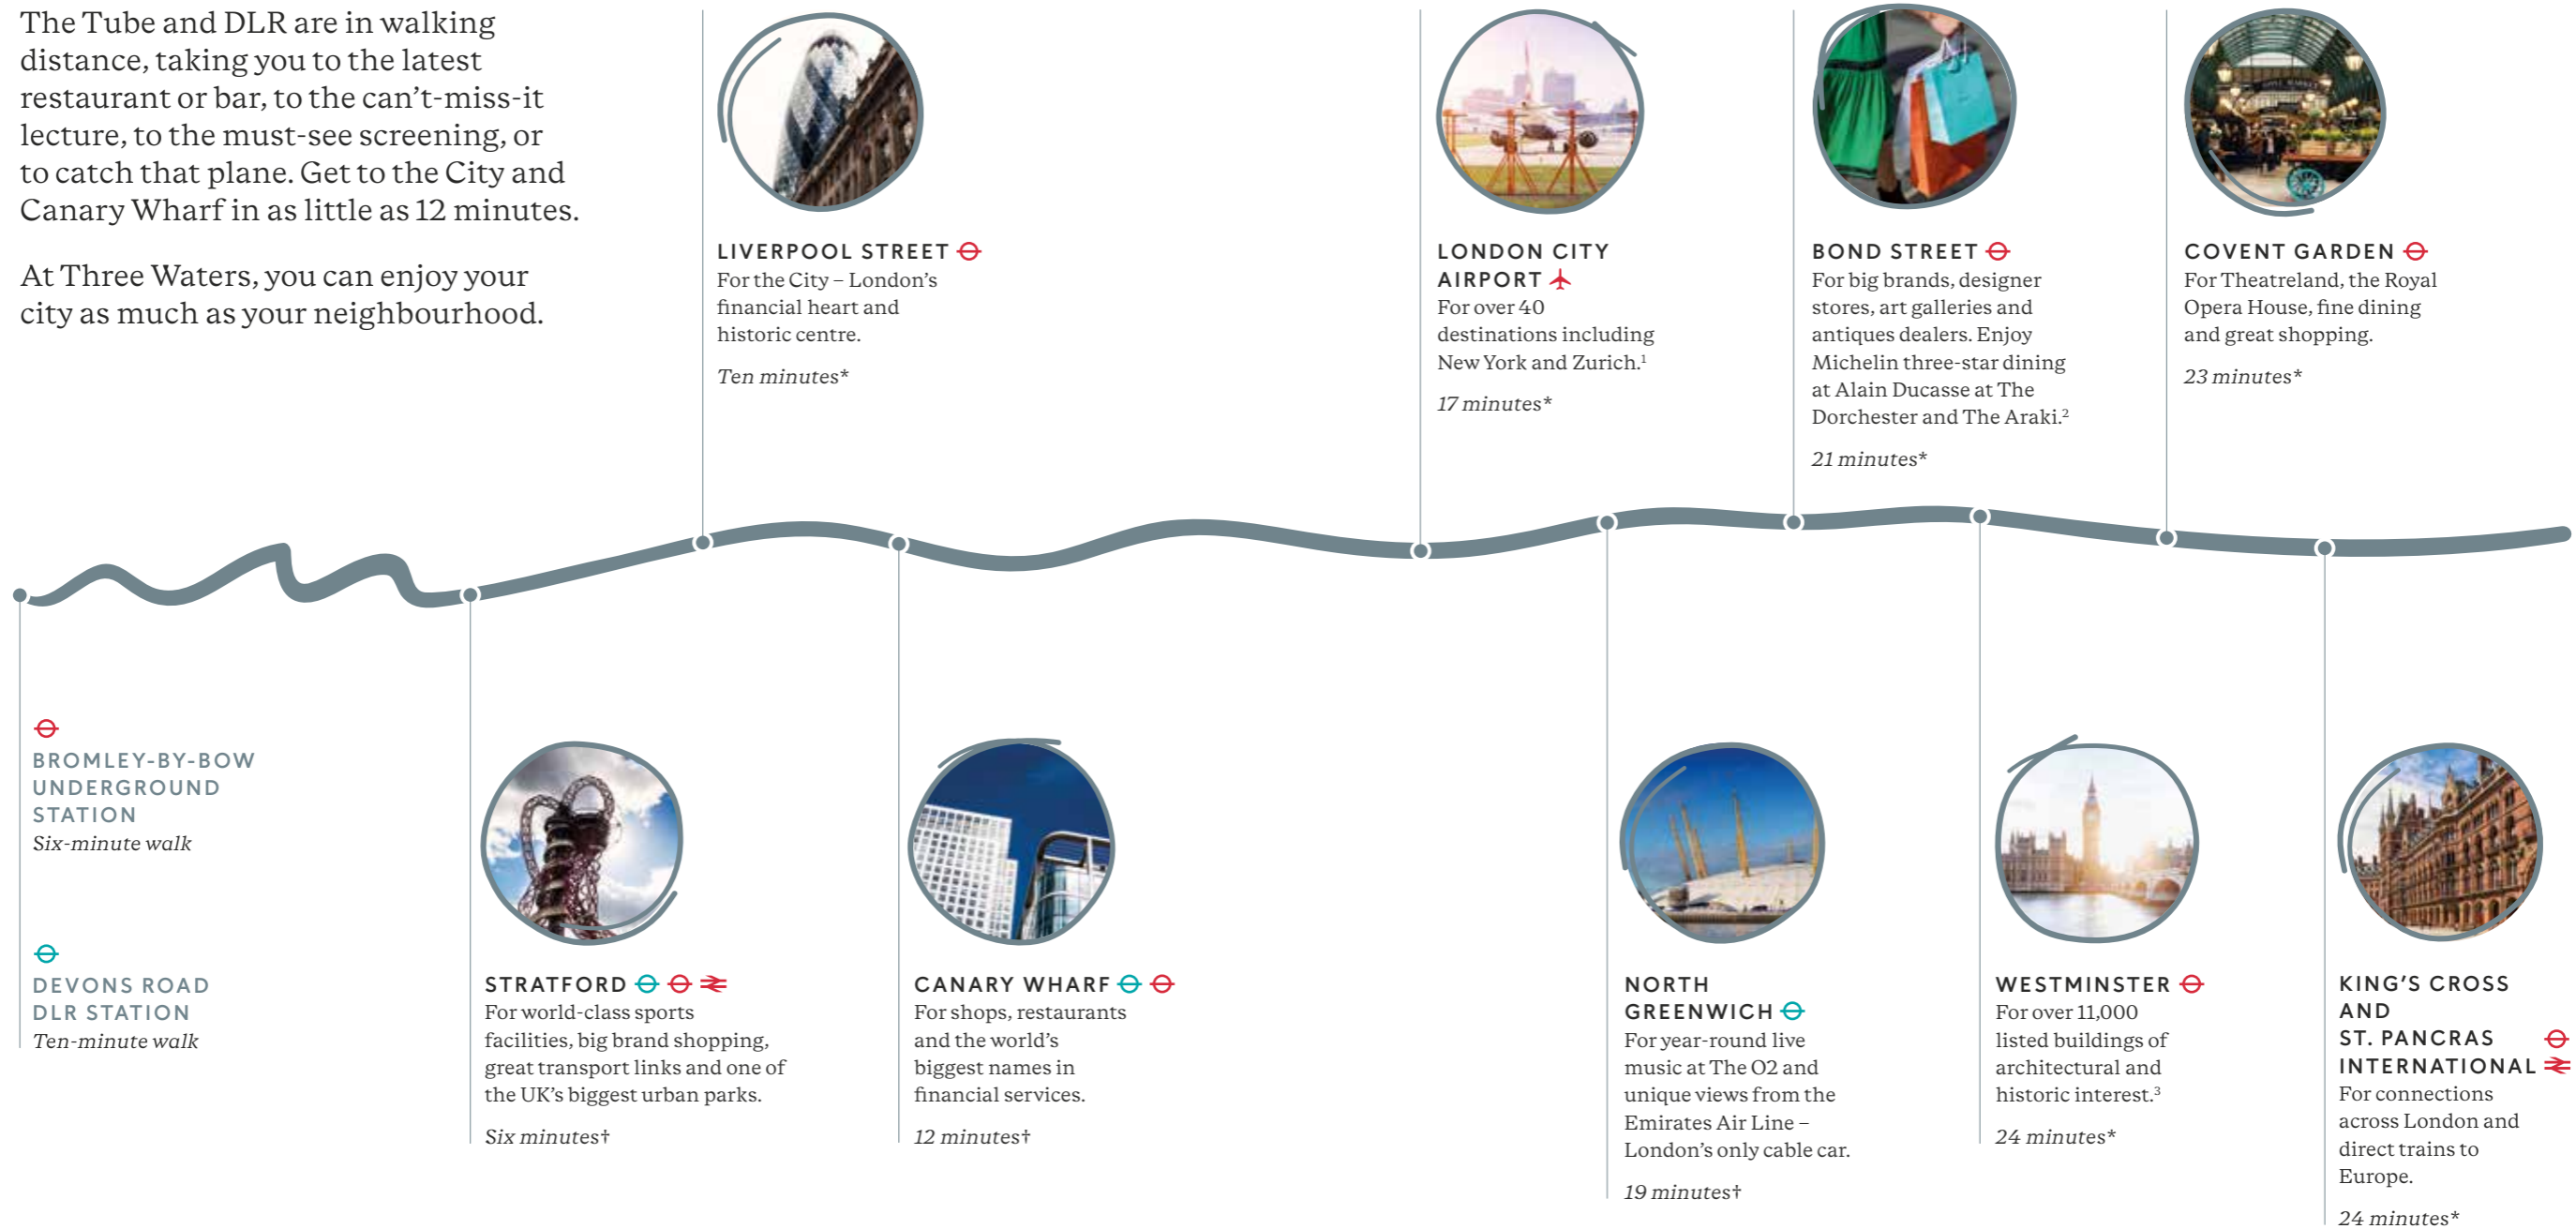 The Tube and DLR are in walking
distance, taking you to the latest
restaurant or bar, to the can't-miss-it
lecture, to the must-see screening, or
to catch that plane. Get to the City and
Canary Wharf in as little as 12 minutes.
At Three Waters, you can enjoy your
city as much as your neighbourhood.
LIVERPOOL STREET
For the City – London's
financial heart and
historic centre.
Ten minutes*
LONDON CITY
AIRPORT
For over 40
destinations including
New York and Zurich.¹
17 minutes*
BOND STREET
For big brands, designer
stores, art galleries and
antiques dealers. Enjoy
Michelin three-star dining
at Alain Ducasse at The
Dorchester and The Araki.²
21 minutes*
COVENT GARDEN
For Theatreland, the Royal
Opera House, fine dining
and great shopping.
23 minutes*
BROMLEY-BY-BOW
UNDERGROUND
STATION
Six-minute walk
DEVONS ROAD
DLR STATION
Ten-minute walk
STRATFORD
For world-class sports
facilities, big brand shopping,
great transport links and one of
the UK's biggest urban parks.
Six minutes†
CANARY WHARF
For shops, restaurants
and the world's
biggest names in
financial services.
12 minutes†
NORTH
GREENWICH
For year-round live
music at The O2 and
unique views from the
Emirates Air Line –
London's only cable car.
19 minutes†
WESTMINSTER
For over 11,000
listed buildings of
architectural and
historic interest.³
24 minutes*
KING'S CROSS
AND
ST. PANCRAS
INTERNATIONAL
For connections
across London and
direct trains to
Europe.
24 minutes*